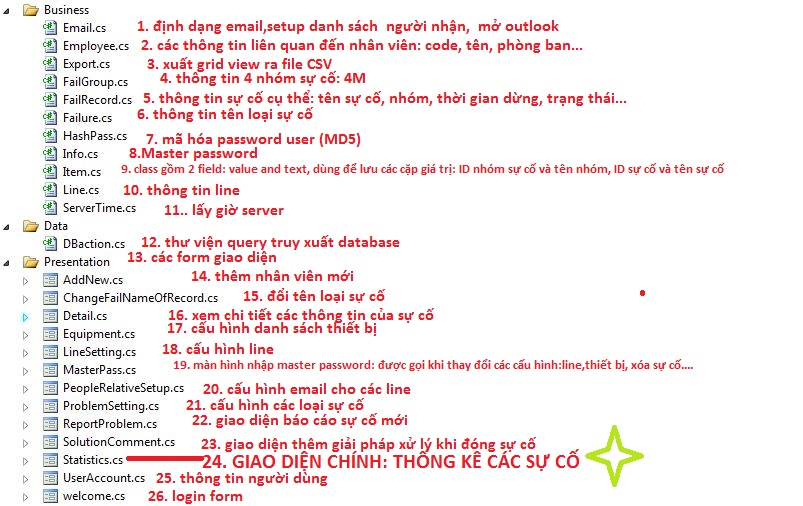 Business
Email.cs 1. định dạng email,setup danh sách người nhận, mở outlook
Employee.cs 2. các thông tin liên quan đến nhân viên: code, tên, phòng ban...
Export.cs 3. xuất grid view ra file CSV
FailGroup.cs 4. thông tin 4 nhóm sự cố: 4M
FailRecord.cs 5. thông tin sự cố cụ thể: tên sự cố, nhóm, thời gian dừng, trạng thái...
Failure.cs 6. thông tin tên loại sự cố
HashPass.cs 7. mã hóa password user (MD5)
Info.cs 8.Master password
Item.cs 9. class gồm 2 field: value and text, dùng để lưu các cặp giá trị: ID nhóm sự cố và tên nhóm, ID sự cố và tên sự cố
Line.cs 10. thông tin line
ServerTime.cs 11.. lấy giờ server
Data
DBaction.cs 12. thư viện query truy xuất database
Presentation 13. các form giao diện
AddNew.cs 14. thêm nhân viên mới
ChangeFailNameOfRecord.cs 15. đổi tên loại sự cố
Detail.cs 16. xem chi tiết các thông tin của sự cố
Equipment.cs 17. cấu hình danh sách thiết bị
LineSetting.cs 18. cấu hình line
MasterPass.cs 19. màn hình nhập master password: được gọi khi thay đổi các cấu hình:line,thiết bị, xóa sự cố....
PeopleRelativeSetup.cs 20. cấu hình email cho các line
ProblemSetting.cs 21. cấu hình các loại sự cố
ReportProblem.cs 22. giao diện báo cáo sự cố mới
SolutionComment.cs 23. giao diện thêm giải pháp xử lý khi đóng sự cố
Statistics.cs 24. GIAO DIỆN CHÍNH: THỐNG KÊ CÁC SỰ CỐ
UserAccount.cs 25. thông tin người dùng
welcome.cs 26. login form